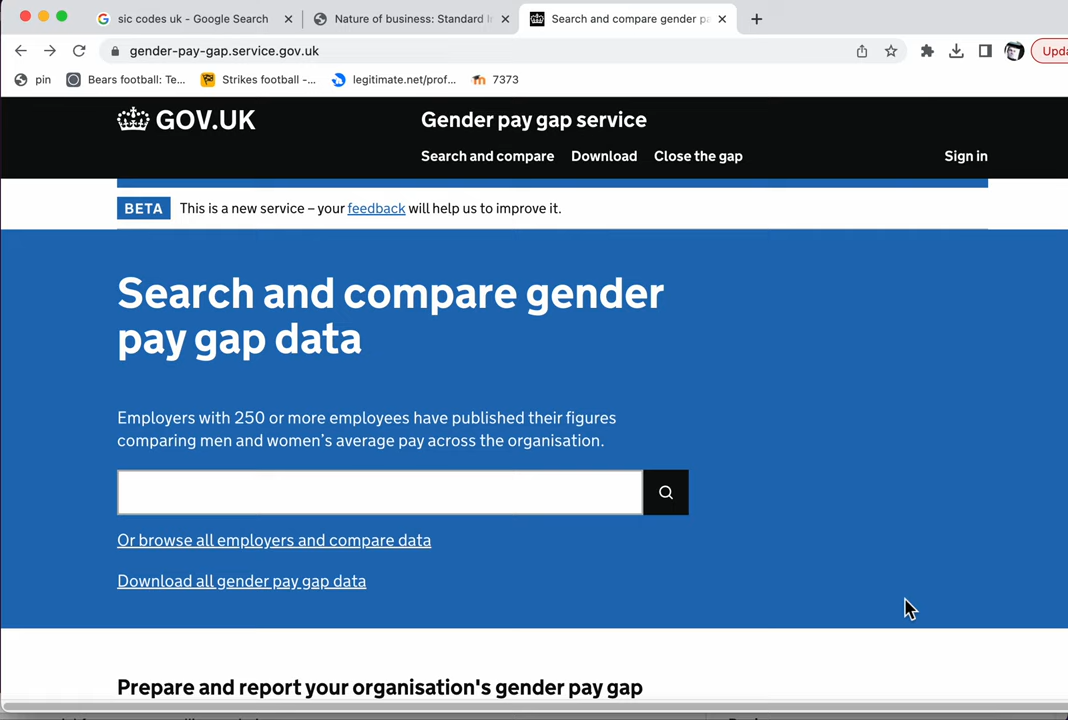 sic codes uk - Google Search
Nature of business: Standard
Search and compare gender
gender-pay-gap.service.gov.uk
pin
Bears football: Te...
Strikes football -...
legitimate.net/prof...
7373
GOV.UK
Gender pay gap service
Search and compare
Download
Close the gap
Sign in
BETA
This is a new service – your feedback will help us to improve it.
Search and compare gender
pay gap data
Employers with 250 or more employees have published their figures
comparing men and women's average pay across the organisation.
Or browse all employers and compare data
Download all gender pay gap data
Prepare and report your organisation's gender pay gap